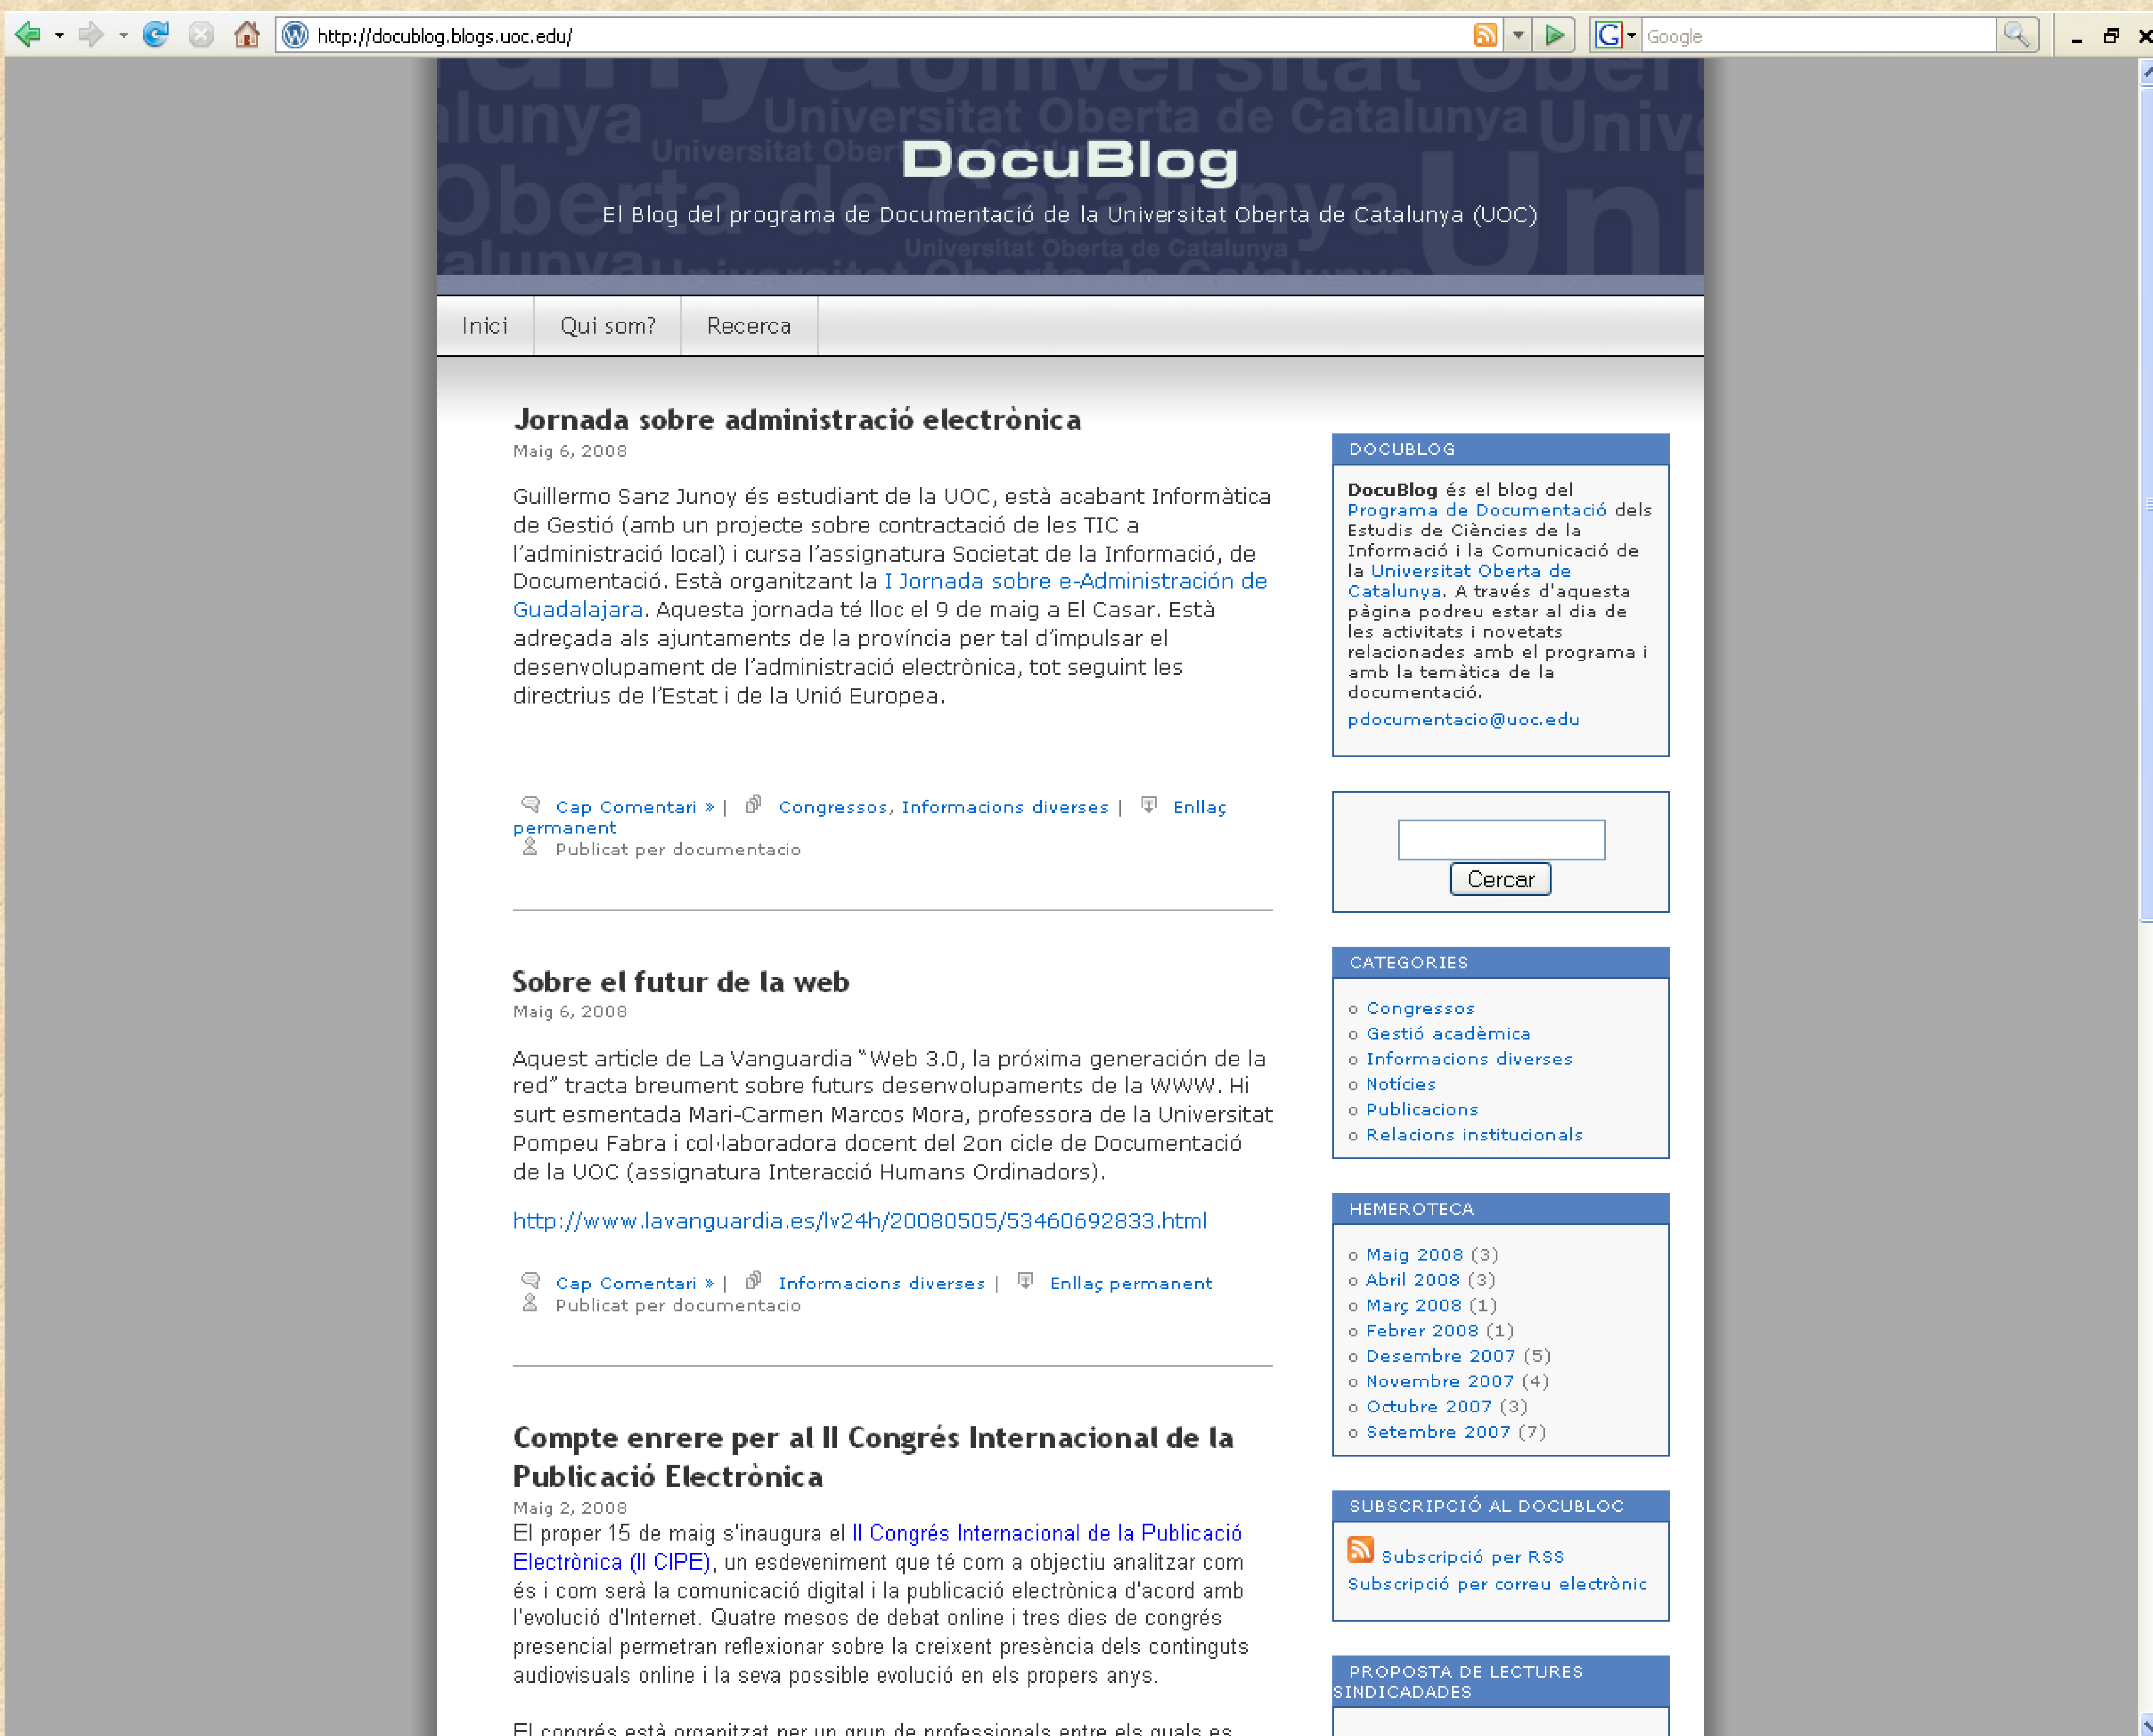 http://docublog.blogs.uoc.edu/
Google
DocuBlog
El Blog del programa de Documentació de la Universitat Oberta de Catalunya (UOC)
Inici Qui som? Recerca
Jornada sobre administració electrònica
Maig 6, 2008
Guillermo Sanz Junoy és estudiant de la UOC, està acabant Informàtica
de Gestió (amb un projecte sobre contractació de les TIC a
l'administració local) i cursa l'assignatura Societat de la Informació, de
Documentació. Està organitzant la I Jornada sobre e-Administración de
Guadalajara. Aquesta jornada té lloc el 9 de maig a El Casar. Està
adreçada als ajuntaments de la província per tal d'impulsar el
desenvolupament de l'administració electrònica, tot seguint les
directrius de l'Estat i de la Unió Europea.
Cap Comentari » | Congressos, Informacions diverses | Enllaç
permanent
Publicat per documentacio
Sobre el futur de la web
Maig 6, 2008
Aquest article de La Vanguardia "Web 3.0, la próxima generación de la
red" tracta breument sobre futurs desenvolupaments de la WWW. Hi
surt esmentada Mari-Carmen Marcos Mora, professora de la Universitat
Pompeu Fabra i col·laboradora docent del 2on cicle de Documentació
de la UOC (assignatura Interacció Humans Ordinadors).
http://www.lavanguardia.es/lv24h/20080505/53460692833.html
Cap Comentari » | Informacions diverses | Enllaç permanent
Publicat per documentacio
Compte enrere per al II Congrés Internacional de la
Publicació Electrònica
Maig 2, 2008
El proper 15 de maig s'inaugura el II Congrés Internacional de la Publicació
Electrònica (II CIPE), un esdeveniment que té com a objectiu analitzar com
és i com serà la comunicació digital i la publicació electrònica d'acord amb
l'evolució d'Internet. Quatre mesos de debat online i tres dies de congrés
presencial permetran reflexionar sobre la creixent presència dels continguts
audiovisuals online i la seva possible evolució en els propers anys.
El congrés està organitzat per un grup de professionals entre els quals es
DOCUBLOG
DocuBlog és el blog del
Programa de Documentació dels
Estudis de Ciències de la
Informació i la Comunicació de
la Universitat Oberta de
Catalunya. A través d'aquesta
pàgina podreu estar al dia de
les activitats i novetats
relacionades amb el programa i
amb la temàtica de la
documentació.
pdocumentacio@uoc.edu
Cercar
CATEGORIES
o Congressos
o Gestió acadèmica
o Informacions diverses
o Notícies
o Publicacions
o Relacions institucionals
HEMEROTECA
o Maig 2008 (3)
o Abril 2008 (3)
o Març 2008 (1)
o Febrer 2008 (1)
o Desembre 2007 (5)
o Novembre 2007 (4)
o Octubre 2007 (3)
o Setembre 2007 (7)
SUBSCRIPCIÓ AL DOCUBLOC
Subscripció per RSS
Subscripció per correu electrònic
PROPOSTA DE LECTURES
SINDICADADES